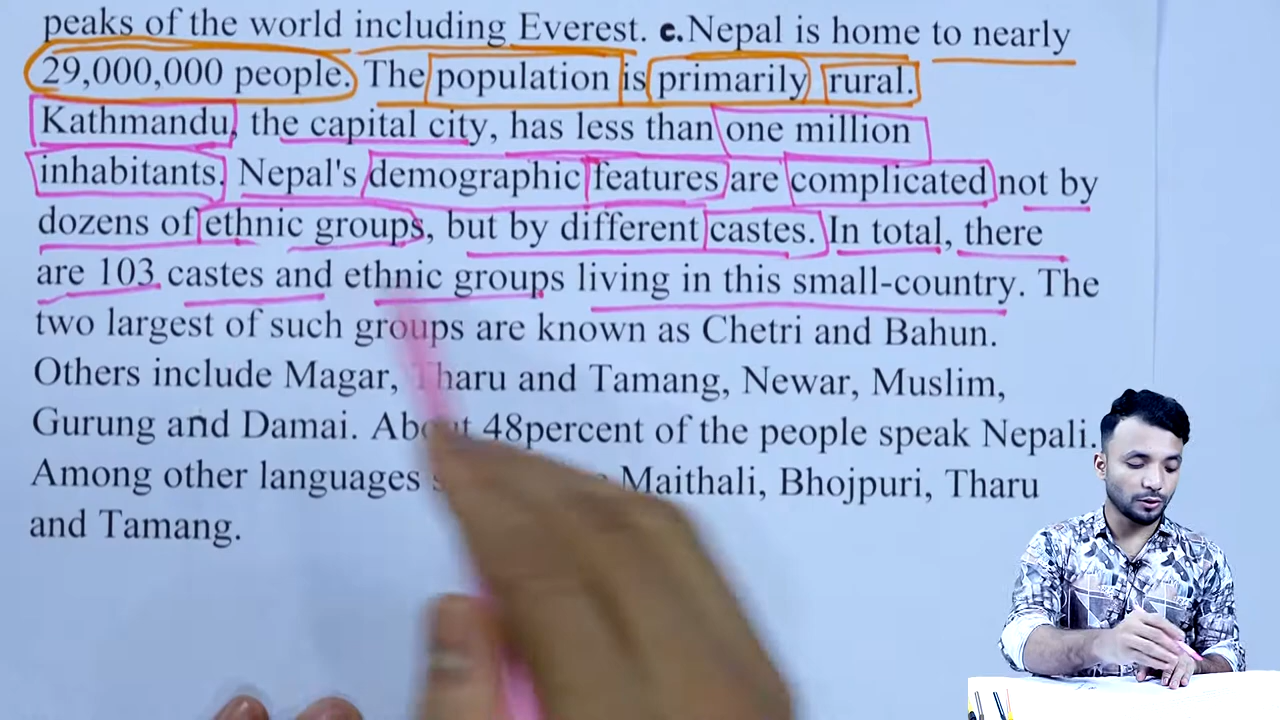 peaks of the world including Everest. c.Nepal is home to nearly
29,000,000 people. The population is primarily rural.
Kathmandu, the capital city, has less than one million
inhabitants. Nepal's demographic features are complicated not by
dozens of ethnic groups, but by different castes. In total, there
are 103 castes and ethnic groups living in this small-country. The
two largest of such groups are known as Chetri and Bahun.
Others include Magar, Tharu and Tamang, Newar, Muslim,
Gurung and Damai. About 48percent of the people speak Nepali.
Among other languages Maithali, Bhojpuri, Tharu
and Tamang.